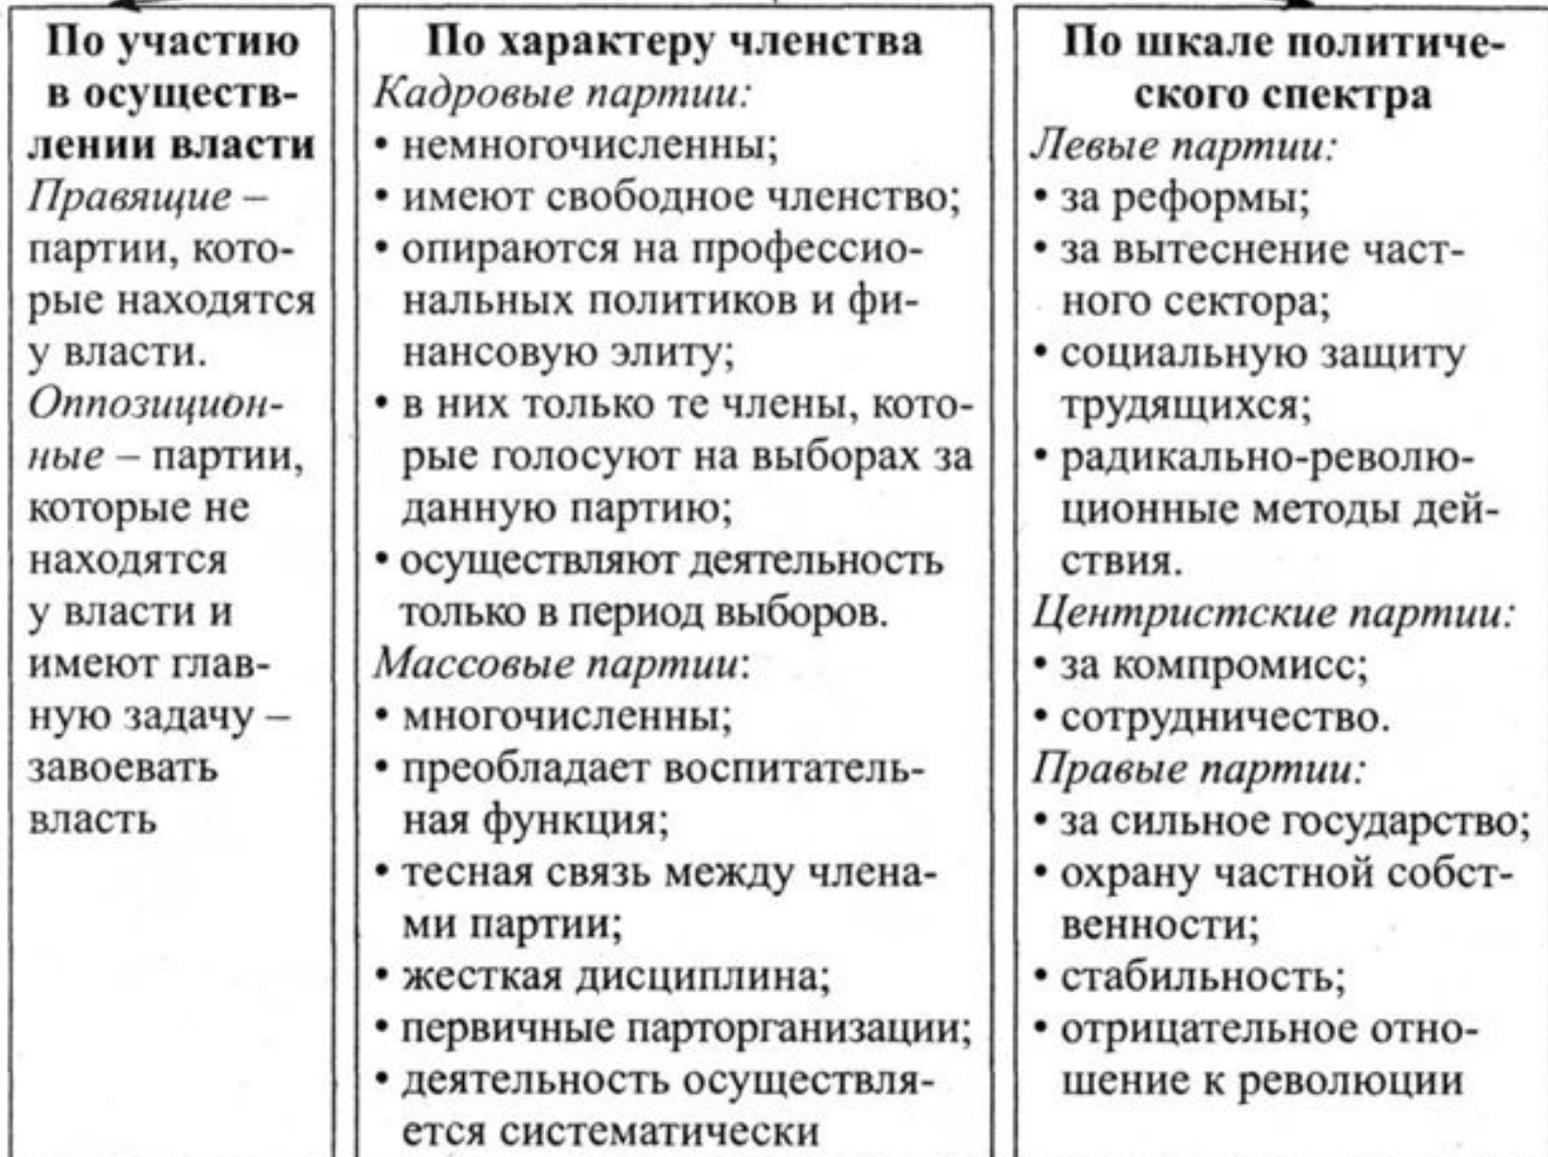 По участию
в осуществ-
лении власти
Правящие –
партии, кото-
рые находятся
у власти.
Оппозицион-
ные – партии,
которые не
находятся
у власти и
имеют глав-
ную задачу –
завоевать
власть
По характеру членства
Кадровые партии:
• немногочисленны;
• имеют свободное членство;
• опираются на профессио-
нальных политиков и фи-
нансовую элиту;
• в них только те члены, кото-
рые голосуют на выборах за
данную партию;
• осуществляют деятельность
только в период выборов.
Массовые партии:
• многочисленны;
• преобладает воспитатель-
ная функция;
• тесная связь между члена-
ми партии;
• жесткая дисциплина;
• первичные парторганизации;
• деятельность осуществля-
ется систематически
По шкале политиче-
ского спектра
Левые партии:
• за реформы;
• за вытеснение част-
ного сектора;
• социальную защиту
трудящихся;
• радикально-револю-
ционные методы дей-
ствия.
Центристские партии:
• за компромисс;
• сотрудничество.
Правые партии:
• за сильное государство;
• охрану частной собст-
венности;
• стабильность;
• отрицательное отно-
шение к революции